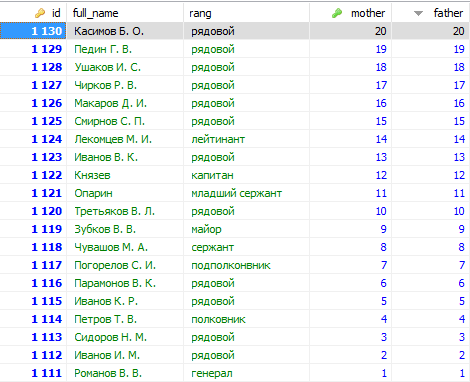 id full_name rang mother father
1 130 Касимов Б. О. рядовой 20 20
1 129 Педин Г. В. рядовой 19 19
1 128 Ушаков И. С. рядовой 18 18
1 127 Чирков Р. В. рядовой 17 17
1 126 Макаров Д. И. рядовой 16 16
1 125 Смирнов С. П. рядовой 15 15
1 124 Лекомцев М. И. лейтинант 14 14
1 123 Иванов В. К. рядовой 13 13
1 122 Князев капитан 12 12
1 121 Опарин младший сержант 11 11
1 120 Третьяков В. Л. рядовой 10 10
1 119 Зубков В. В. майор 9 9
1 118 Чувашов М. А. сержант 8 8
1 117 Погорелов С. И. подполконвник 7 7
1 116 Парамонов В. К. рядовой 6 6
1 115 Иванов К. Р. рядовой 5 5
1 114 Петров Т. В. полковник 4 4
1 113 Сидоров Н. М. рядовой 3 3
1 112 Иванов И. М. рядовой 2 2
1 111 Романов В. В. генерал 1 1